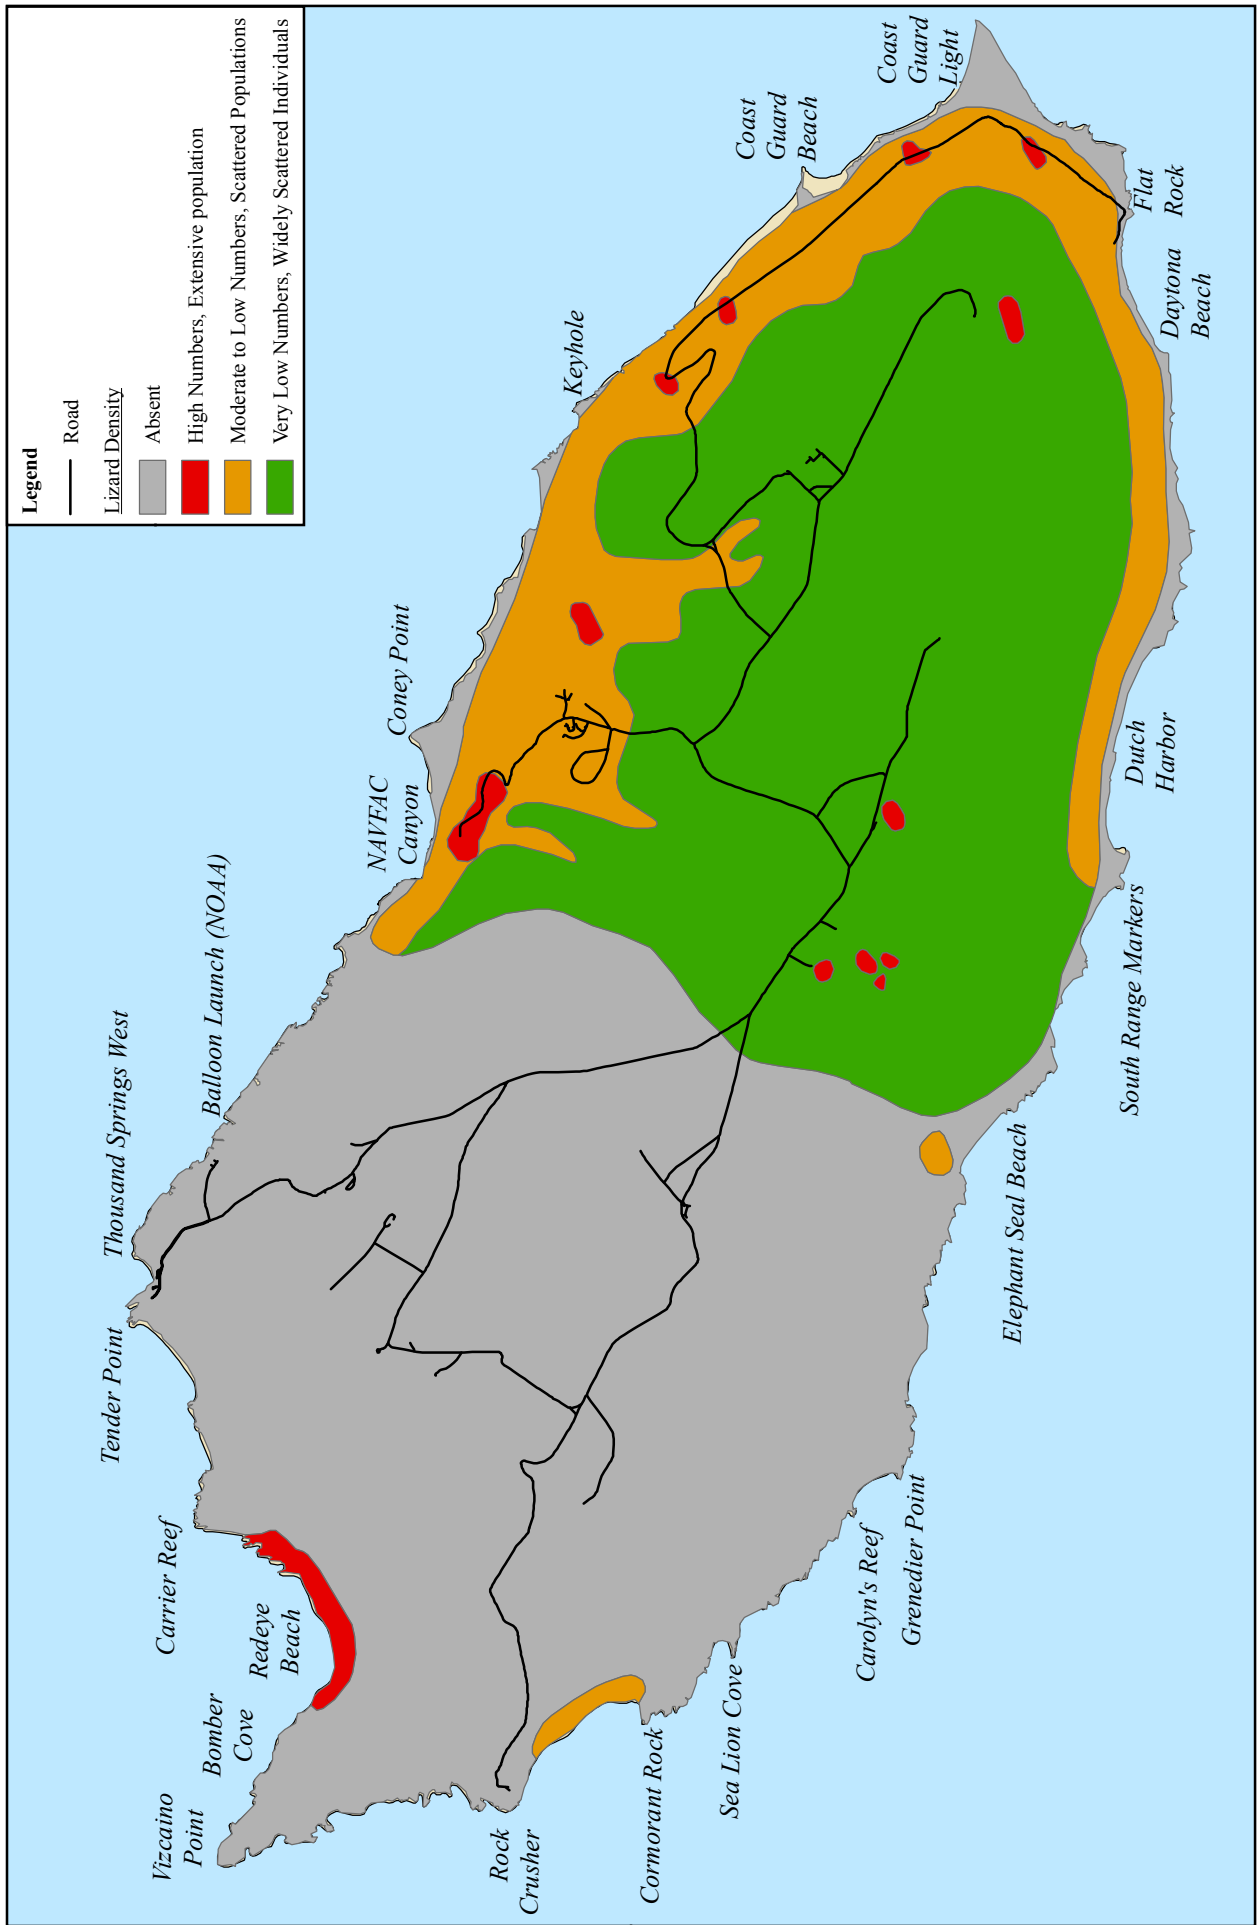 Legend
Road
Lizard Density
Absent
High Numbers, Extensive population
Moderate to Low Numbers, Scattered Populations
Very Low Numbers, Widely Scattered Individuals
Vizcaino
Point
Bomber
Cove
Redeye
Beach
Carrier Reef
Tender Point
Thousand Springs West
Balloon Launch (NOAA)
NAVFAC
Canyon
Coney Point
Keyhole
Coast
Guard
Beach
Coast
Guard
Light
Rock
Crusher
Cormorant Rock
Sea Lion Cove
Carolyn's Reef
Grenedier Point
Elephant Seal Beach
South Range Markers
Dutch
Harbor
Daytona
Beach
Flat
Rock